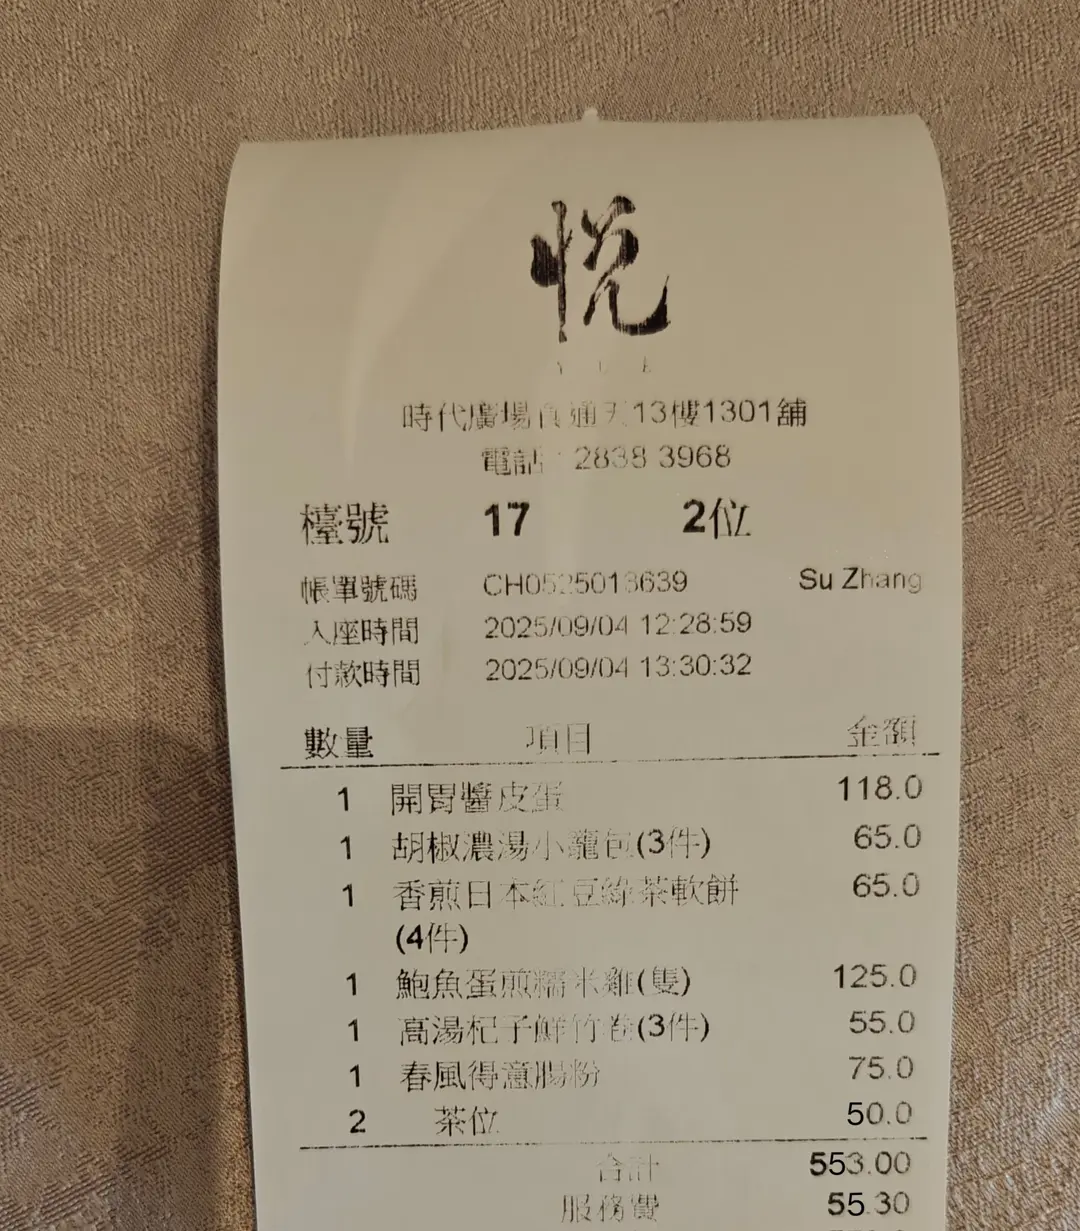 悅
YUE
時代廣場食通天13樓1301舖
電話：2838 3968
檯號 17 2位
帳單號碼 CH0525013639 Su Zhang
入座時間 2025/09/04 12:28:59
付款時間 2025/09/04 13:30:32
數量 項目 金額
1 開胃醬皮蛋 118.0
1 胡椒濃湯小籠包(3件) 65.0
1 香煎日本紅豆綠茶軟餅 65.0
(4件)
1 鮑魚蛋煎糯米雞(隻) 125.0
1 高湯杞子鮮竹卷(3件) 55.0
1 春風得意腸粉 75.0
2 茶位 50.0
合計 553.00
服務費 55.30